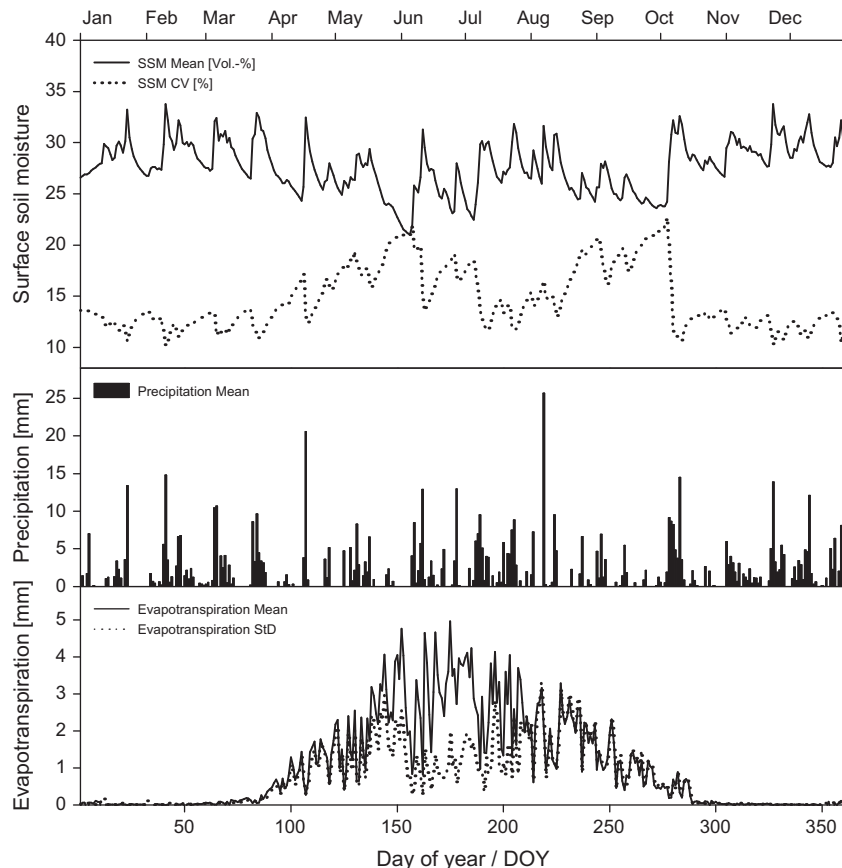 Jan Feb Mar Apr May Jun Jul Aug Sep Oct Nov Dec
40
SSM Mean [Vol.-%]
SSM CV [%]
35
30
25
20
15
10
Surface soil moisture
Precipitation Mean
25
20
15
10
5
0
Precipitation [mm]
Evapotranspiration Mean
Evapotranspiration StD
5
4
3
2
1
0
Evapotranspiration [mm]
50 100 150 200 250 300 350
Day of year / DOY